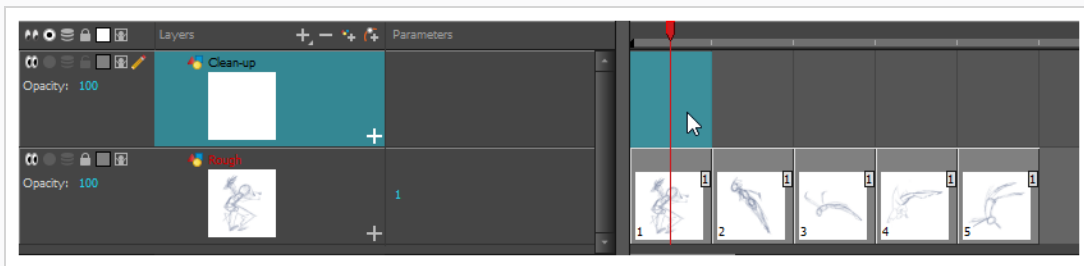 Layers Parameters
Clean-up
Opacity: 100
Rough
Opacity: 100 1
1 1 1 1 1
1 2 3 4 5